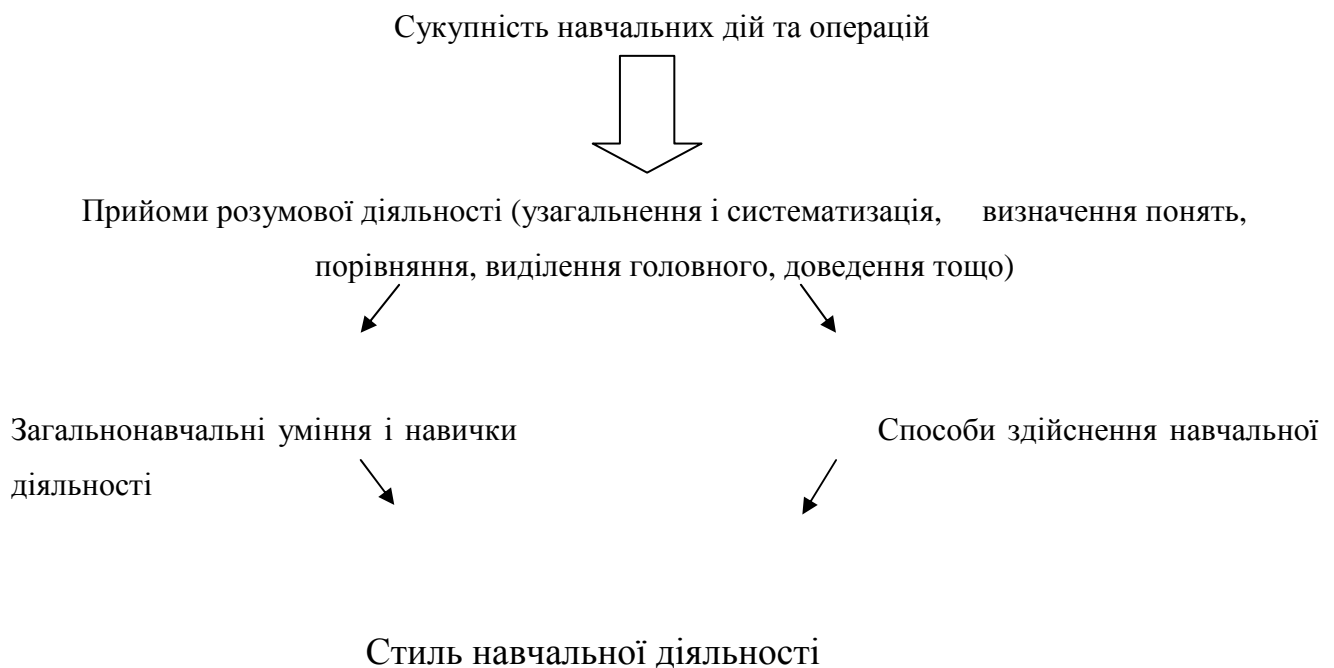 Сукупність навчальних дій та операцій
Прийоми розумової діяльності (узагальнення і систематизація, визначення понять,
порівняння, виділення головного, доведення тощо)
Загальнонавчальні уміння і навички Способи здійснення навчальної
діяльності
Стиль навчальної діяльності